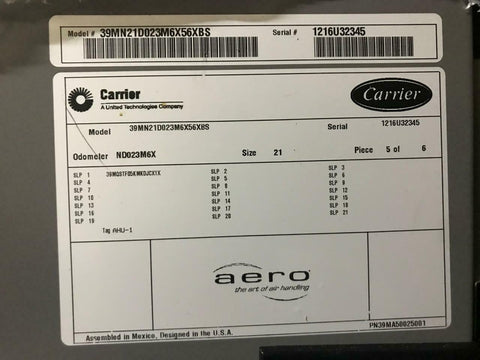 Model # 39MN21D023M6X56XBS Serial # 1216U32345
Carrier
A United Technologies Company
Carrier
Model 39MN21D023M6X56XBS Serial 1216U32345
Odometer ND023M6X Size 21 Piece 5 of 6
SLP 1 SLP 2 SLP 3
SLP 4 SLP 5 SLP 6
SLP 7 SLP 8 SLP 9
SLP 10 SLP 11 SLP 12
SLP 13 SLP 14 SLP 15
SLP 16 SLP 17 SLP 18
SLP 19 SLP 20 SLP 21
Tag AHU-1
aero
the art of air handling
PN39MA50025001
Assembled in Mexico, Designed in the U.S.A.